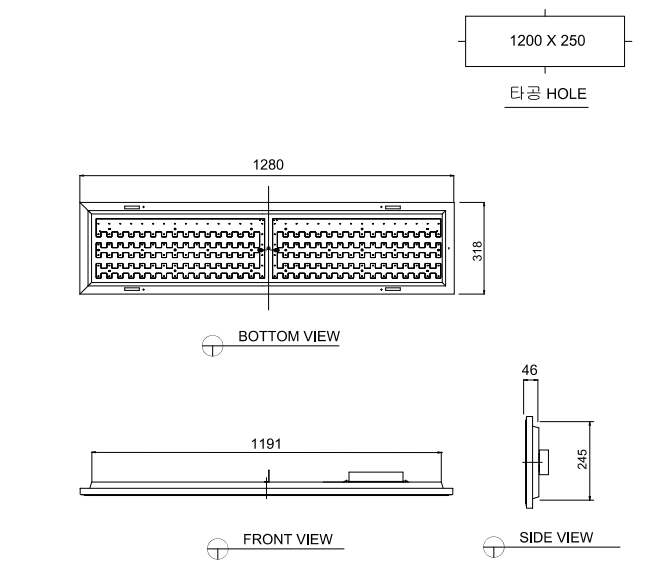 1200 X 250
타공 HOLE
1280
318
BOTTOM VIEW
46
1191
245
FRONT VIEW
SIDE VIEW